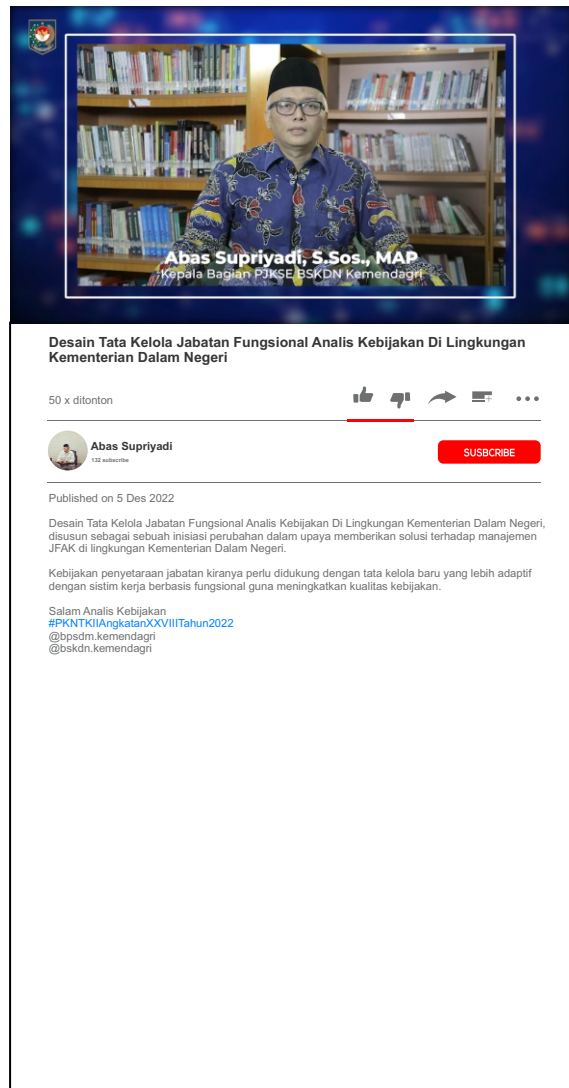 Abas Supriyadi, S.Sos., MAP
Kepala Bagian PJKSE BSKDN Kemendagri
Desain Tata Kelola Jabatan Fungsional Analis Kebijakan Di Lingkungan
Kementerian Dalam Negeri
50 x ditonton
Abas Supriyadi
132 subscribe
SUSBCRIBE
Published on 5 Des 2022
Desain Tata Kelola Jabatan Fungsional Analis Kebijakan Di Lingkungan Kementerian Dalam Negeri,
disusun sebagai sebuah inisiasi perubahan dalam upaya memberikan solusi terhadap manajemen
JFAK di lingkungan Kementerian Dalam Negeri.
Kebijakan penyetaraan jabatan kiranya perlu didukung dengan tata kelola baru yang lebih adaptif
dengan sistim kerja berbasis fungsional guna meningkatkan kualitas kebijakan.
Salam Analis Kebijakan
#PKNTKIIAngkatanXXVIIITahun2022
@bpsdm.kemendagri
@bskdn.kemendagri